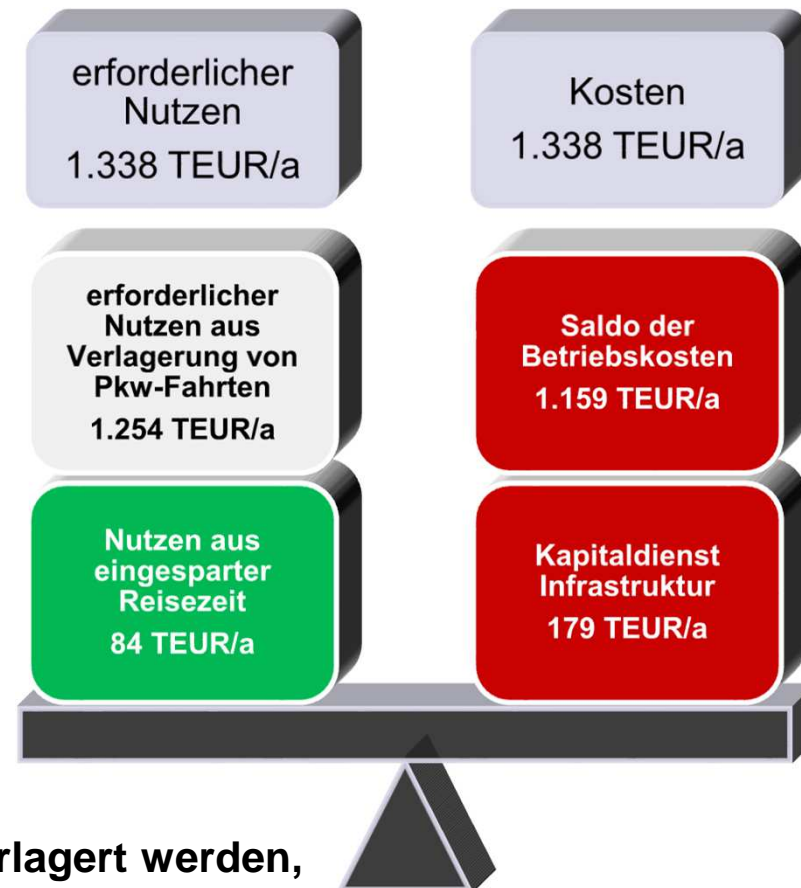 erforderlicher
Nutzen
1.338 TEUR/a
Kosten
1.338 TEUR/a
erforderlicher
Nutzen aus
Verlagerung von
Pkw-Fahrten
1.254 TEUR/a
Saldo der
Betriebskosten
1.159 TEUR/a
Nutzen aus
eingesparter
Reisezeit
84 TEUR/a
Kapitaldienst
Infrastruktur
179 TEUR/a
werden,